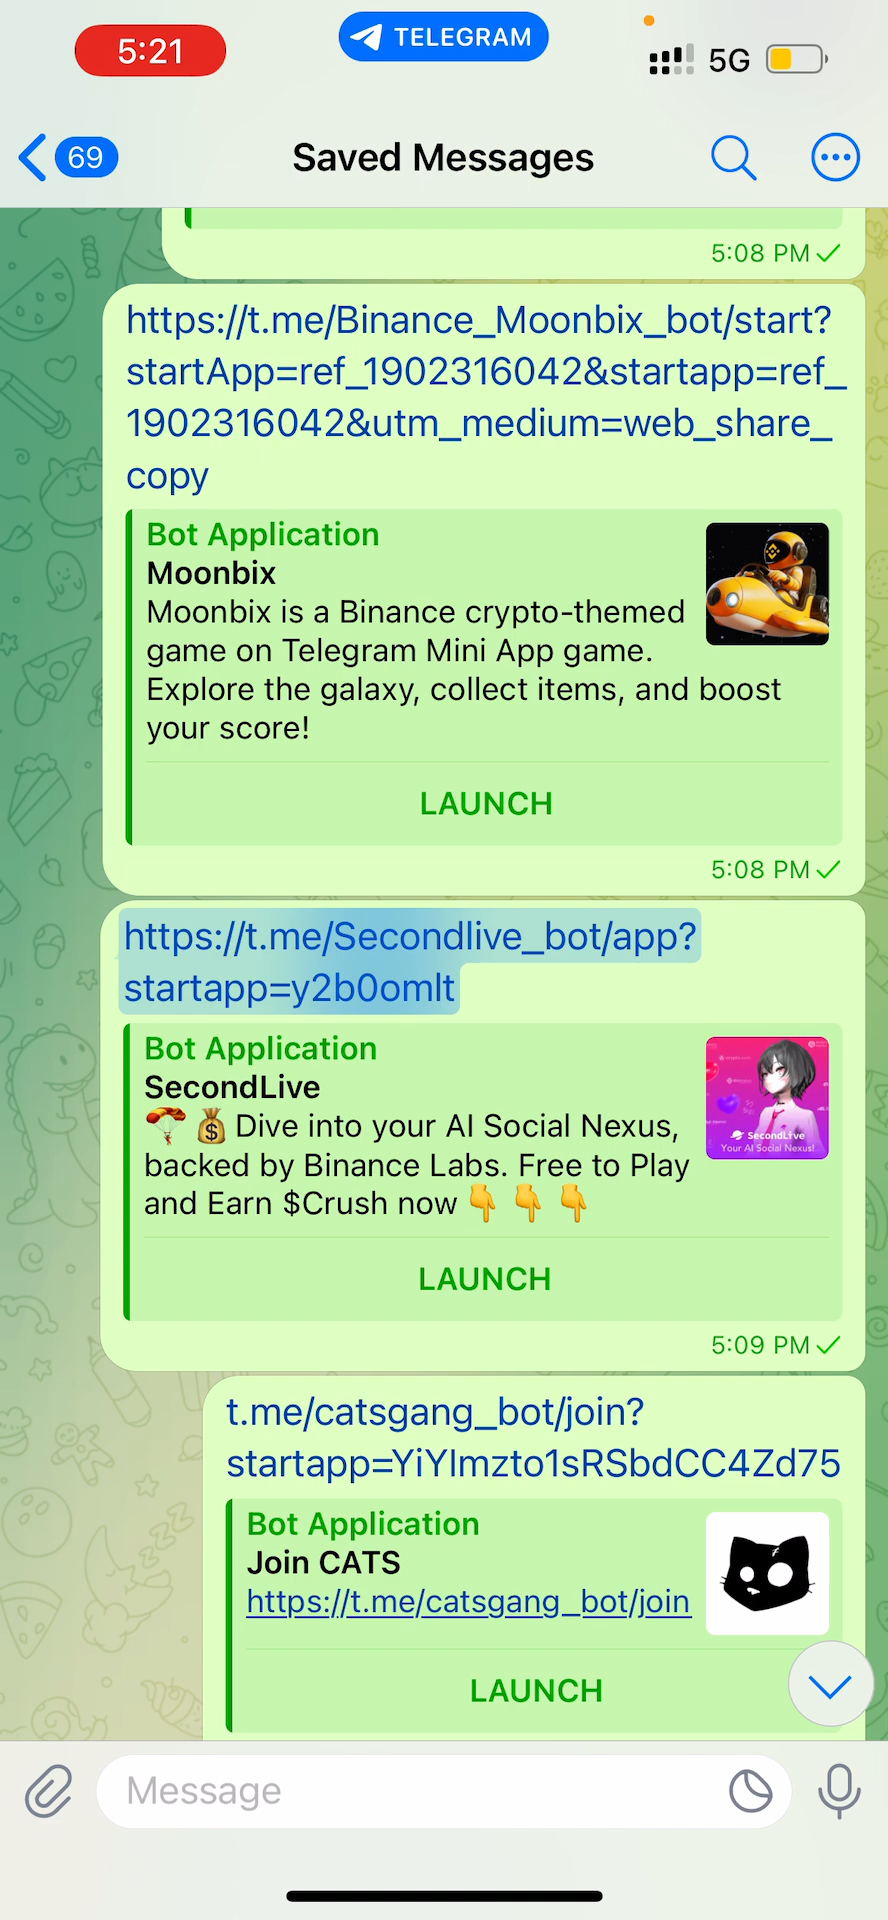 5:21
TELEGRAM
5G
69
Saved Messages
5:08 PM
https://t.me/Binance_Moonbix_bot/start?
startApp=ref_1902316042&startapp=ref_
1902316042&utm_medium=web_share_
copy
Bot Application
Moonbix
Moonbix is a Binance crypto-themed
game on Telegram Mini App game.
Explore the galaxy, collect items, and boost
your score!
LAUNCH
5:08 PM
https://t.me/Secondlive_bot/app?
startapp=y2b0omlt
Bot Application
SecondLive
🪂 💰 Dive into your AI Social Nexus,
backed by Binance Labs. Free to Play
and Earn $Crush now 👇 👇 👇
SecondLive
Your AI Social Nexus!
LAUNCH
5:09 PM
t.me/catsgang_bot/join?
startapp=YiYImzto1sRSbdCC4Zd75
Bot Application
Join CATS
https://t.me/catsgang_bot/join
LAUNCH
Message